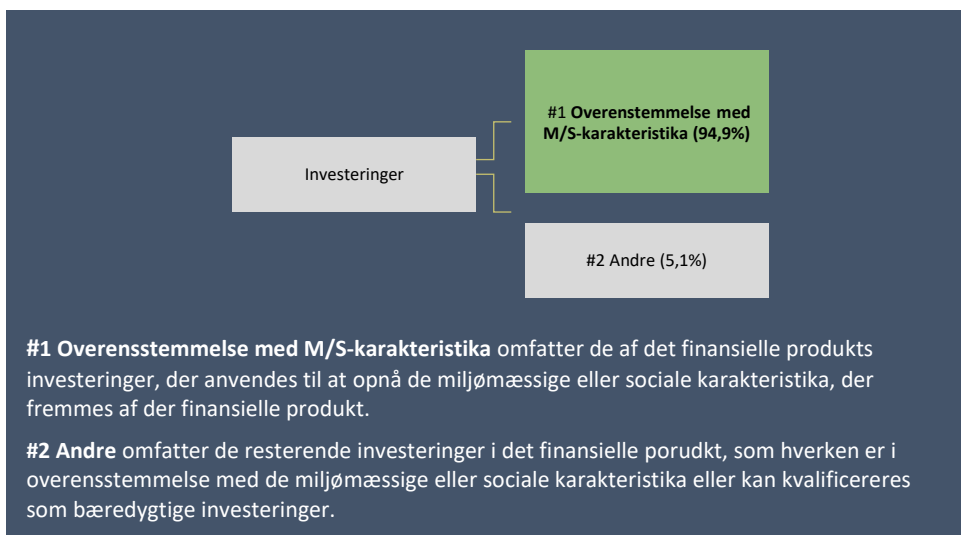 #1 Overenstemmelse med
M/S-karakteristika (94,9%)
Investeringer
#2 Andre (5,1%)
#1 Overensstemmelse med M/S-karakteristika omfatter de af det finansielle produkts
investeringer, der anvendes til at opnå de miljømæssige eller sociale karakteristika, der
fremmes af der finansielle produkt.
#2 Andre omfatter de resterende investeringer i det finansielle porudkt, som hverken er i
overensstemmelse med de miljømæssige eller sociale karakteristika eller kan kvalificereres
som bæredygtige investeringer.